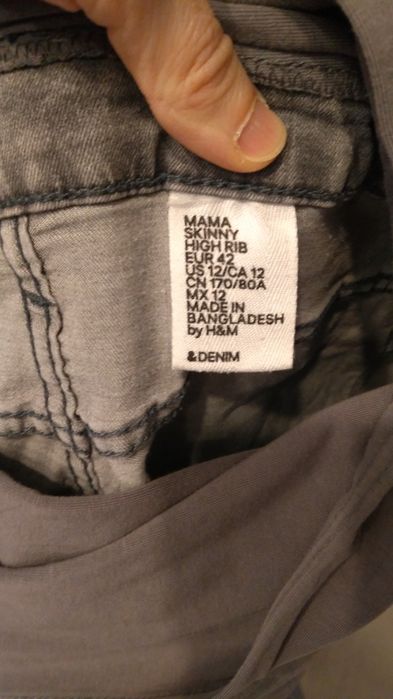 MAMA
SKINNY
HIGH RIB
EUR 42
US 12/CA 12
CN 170/80A
MX 12
MADE IN
BANGLADESH
by H&M
&DENIM